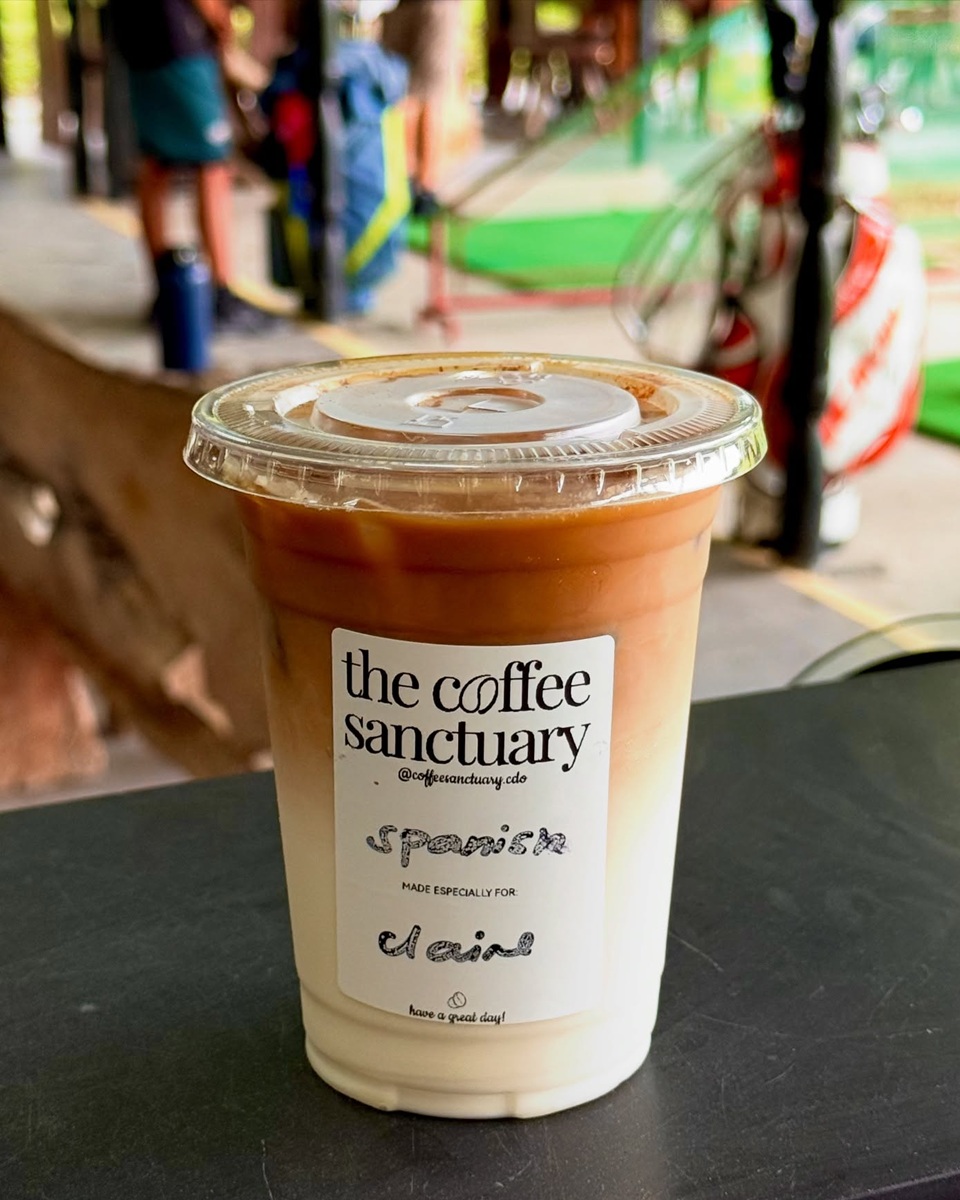 the coffee
sanctuary
@coffeesanctuary.cdo
spanish
MADE ESPECIALLY FOR:
claire
have a great day!